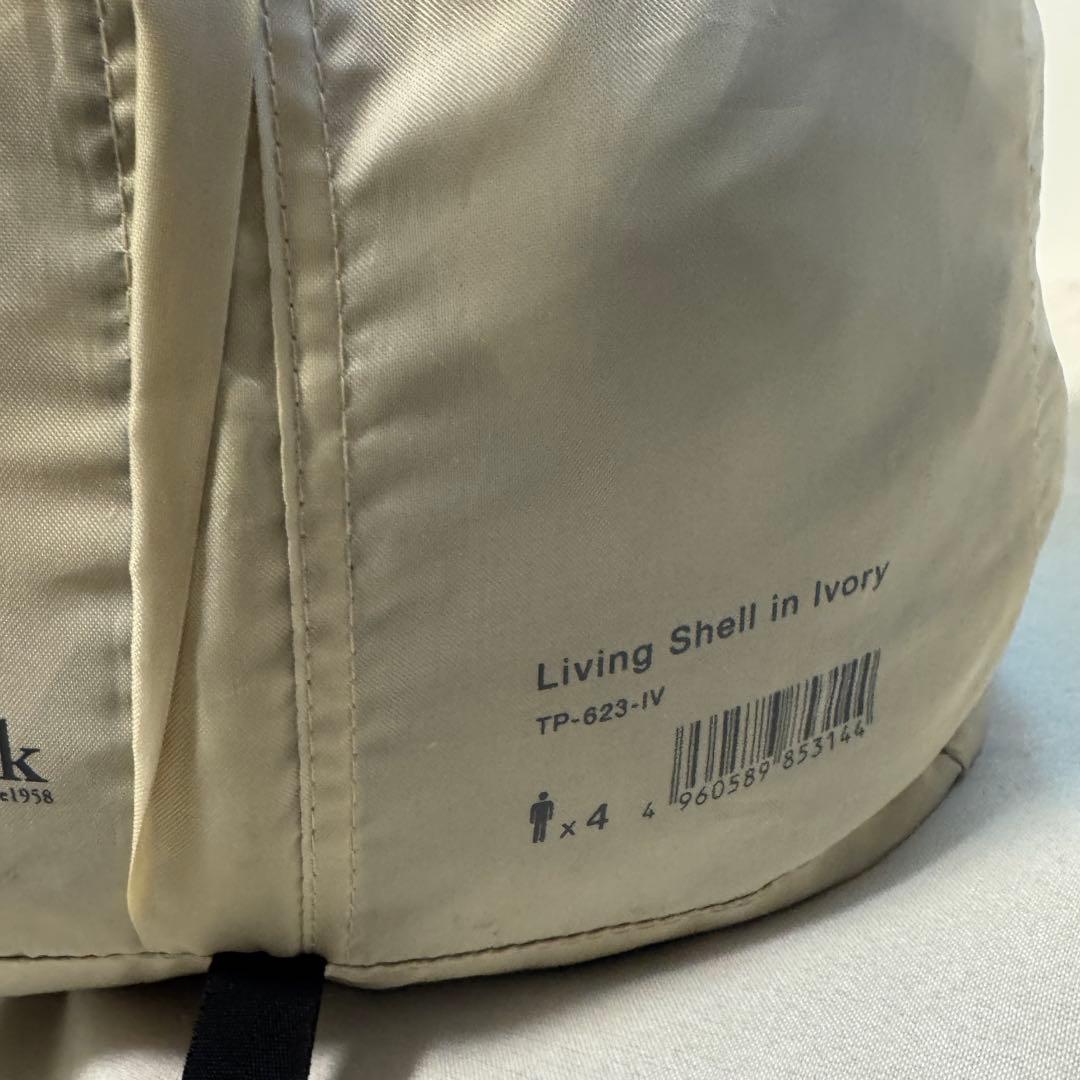 k
e1958
Living Shell in Ivory
TP-623-IV
x 4
4 960589 853144